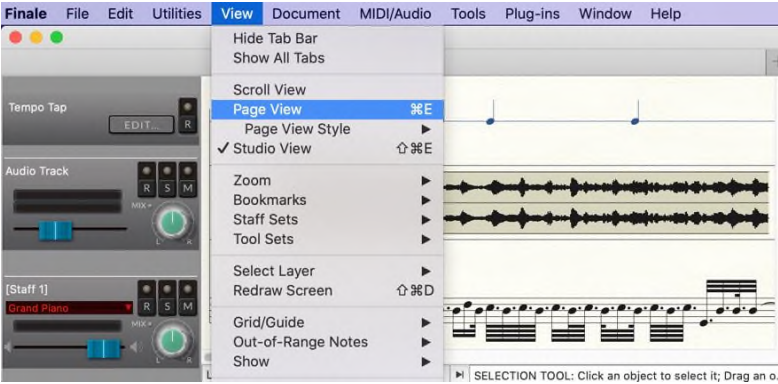 Finale File Edit Utilities View Document MIDI/Audio Tools Plug-ins Window Help
Hide Tab Bar
Show All Tabs
Scroll View
Page View ⌘E
Page View Style ▶
✓ Studio View ⇧⌘E
Zoom ▶
Bookmarks ▶
Staff Sets ▶
Tool Sets ▶
Select Layer ▶
Redraw Screen ⇧⌘D
Grid/Guide ▶
Out-of-Range Notes ▶
Show ▶
Tempo Tap
EDIT... R
Audio Track
R S M
MIX
L R
[Staff 1]
Grand Piano R S M
MIX
L R
SELECTION TOOL: Click an object to select it; Drag an o